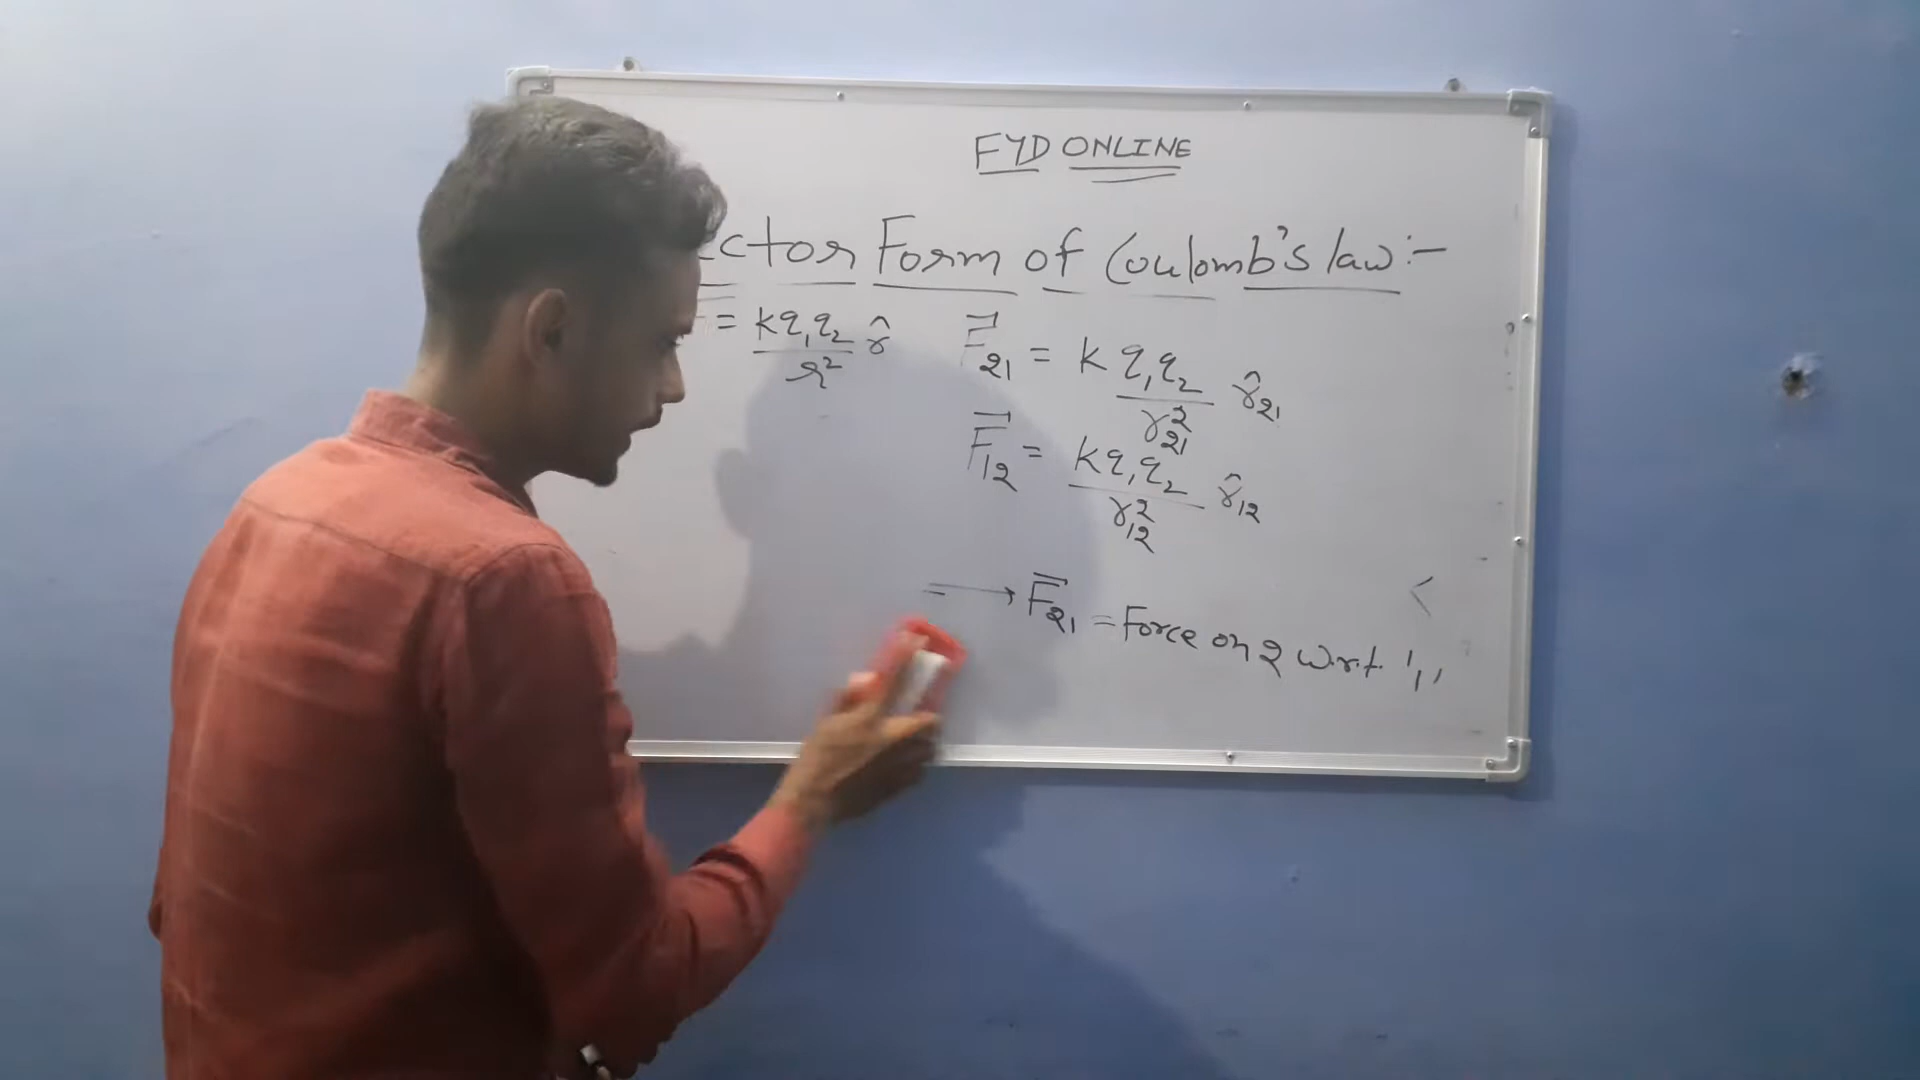 FYD ONLINE
ctor Form of Coulomb's law :-
= kq₁q₂/r² r̂
F⃗₂₁ = k q₁q₂/r²₂₁ r̂₂₁
F⃗₁₂ = kq₁q₂/r²₁₂ r̂₁₂
= → F⃗₂₁ = Force on 2 w.r.t. '1'